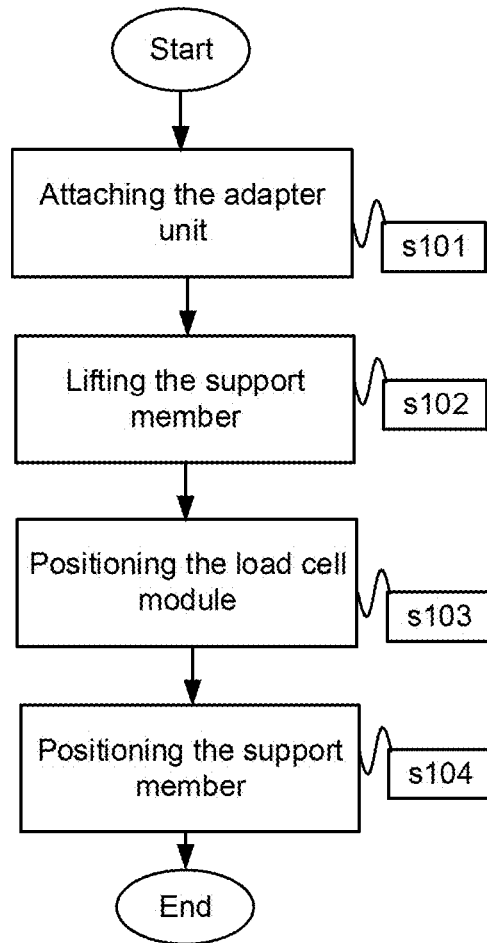 Start
Attaching the adapter
unit
s101
Lifting the support
member
s102
Positioning the load cell
module
s103
Positioning the support
member
s104
End